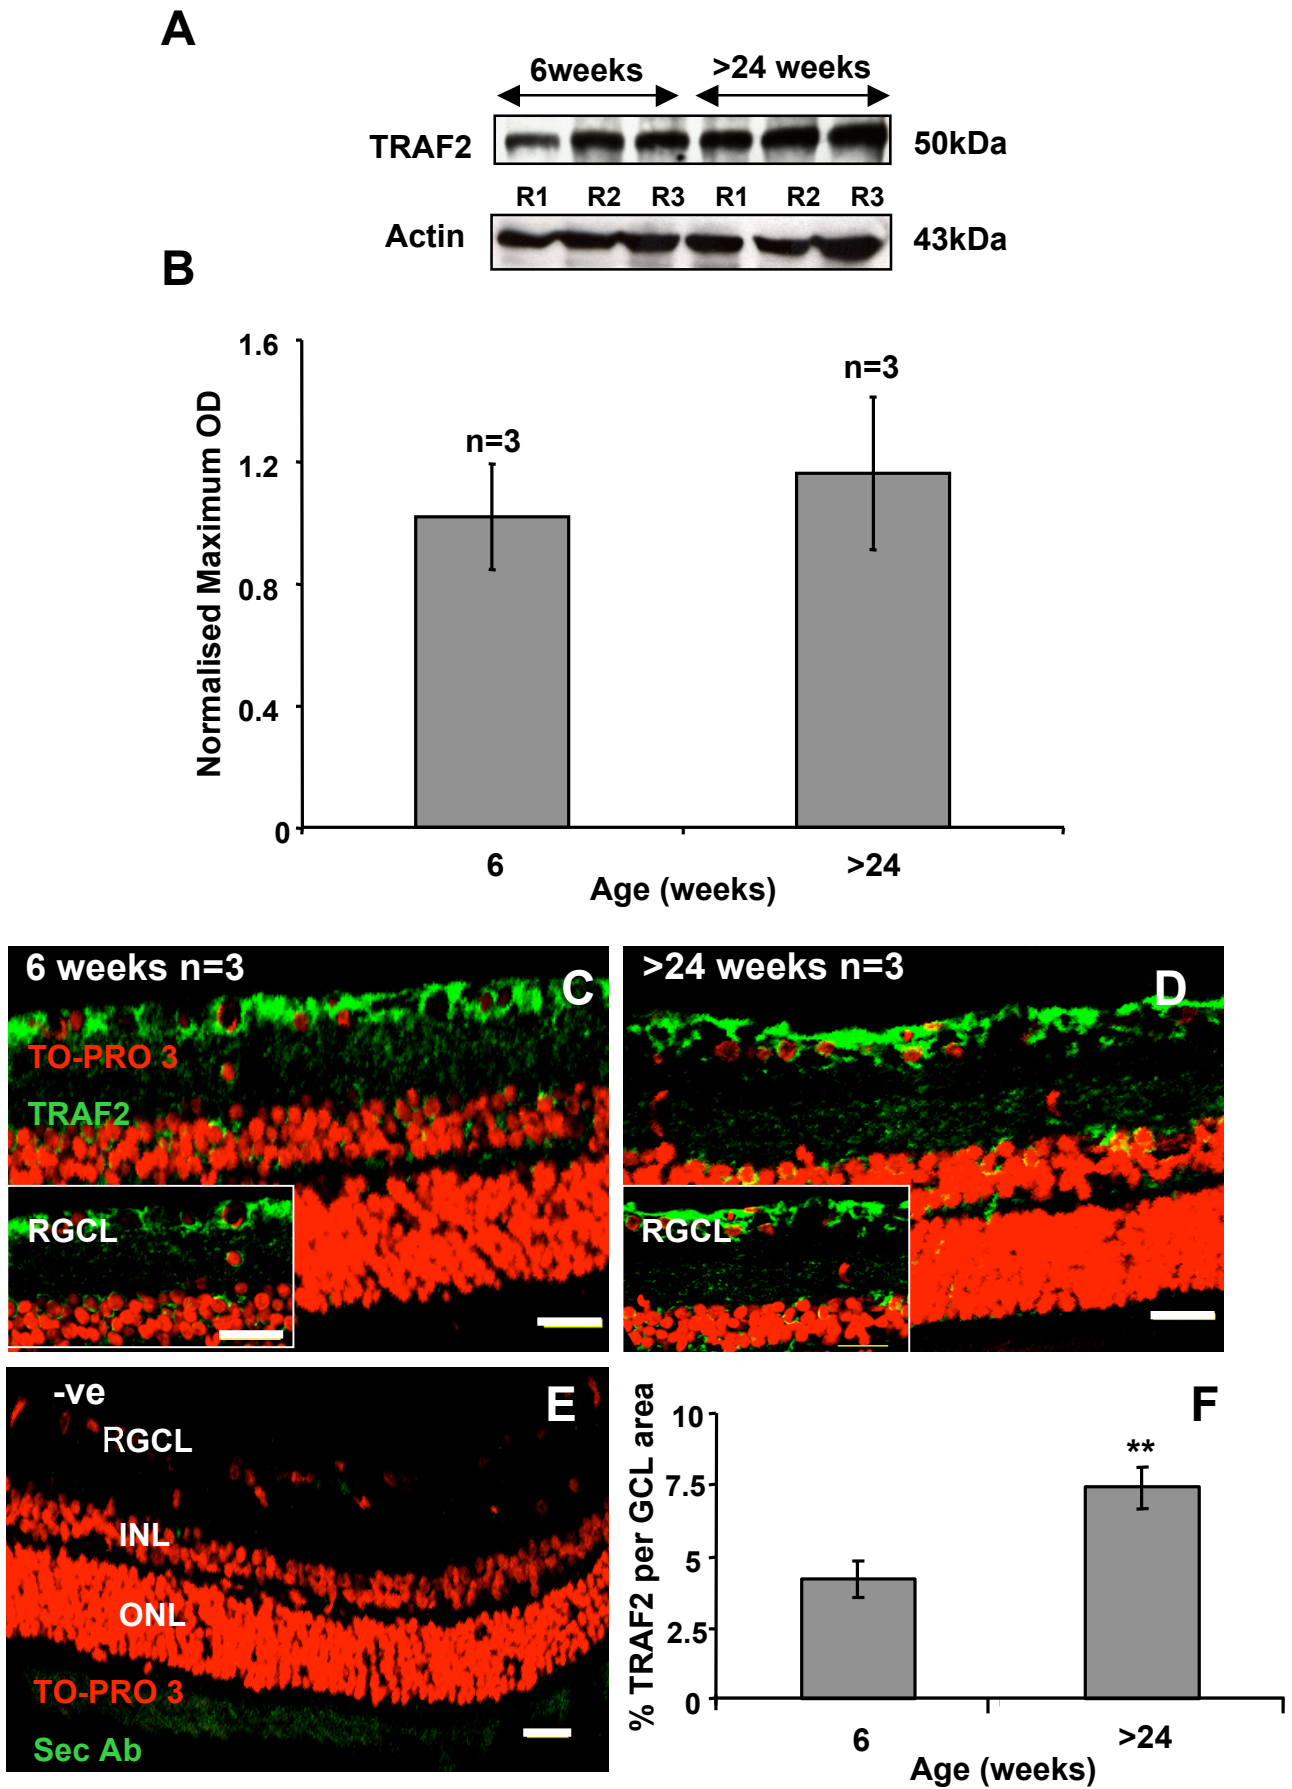 A
6weeks >24 weeks
TRAF2 50kDa
R1 R2 R3 R1 R2 R3
Actin 43kDa
B
Normalised Maximum OD
1.6
1.2
0.8
0.4
0
n=3
n=3
6 >24
Age (weeks)
6 weeks n=3
C
TO-PRO 3
TRAF2
RGCL
>24 weeks n=3
D
RGCL
-ve
E
RGCL
INL
ONL
TO-PRO 3
Sec Ab
F
% TRAF2 per GCL area
10
7.5
5
2.5
0
**
6 >24
Age (weeks)